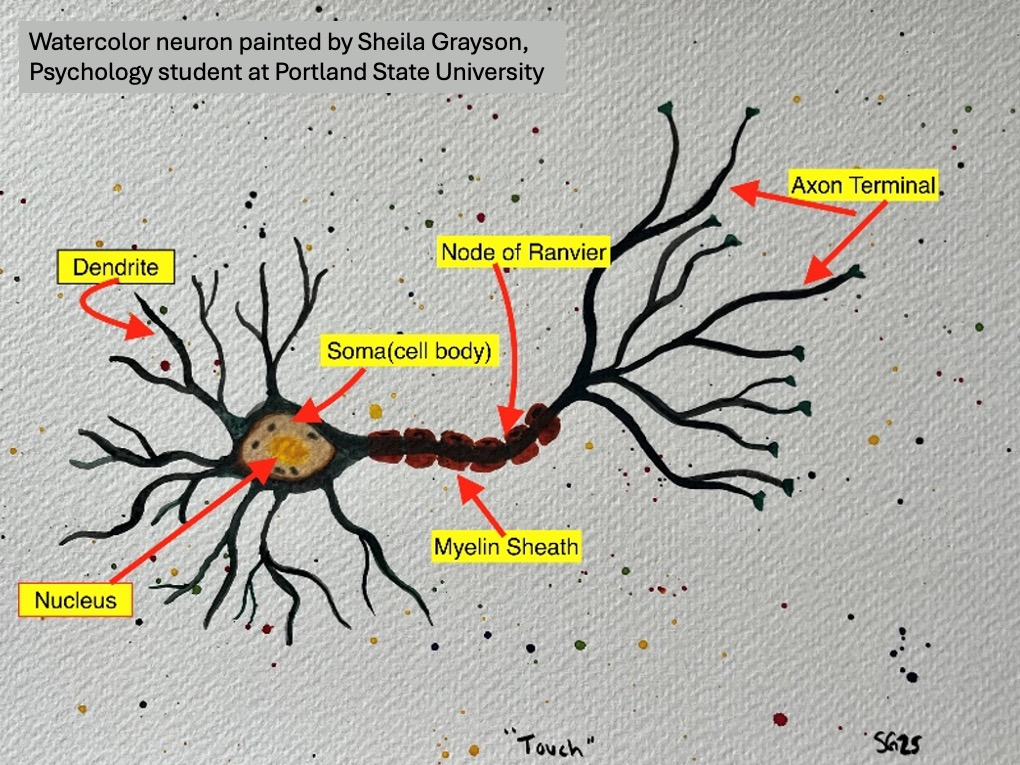 Watercolor neuron painted by Sheila Grayson,
Psychology student at Portland State University
Axon Terminal
Node of Ranvier
Dendrite
Soma(cell body)
Myelin Sheath
Nucleus
"Touch"
SG25